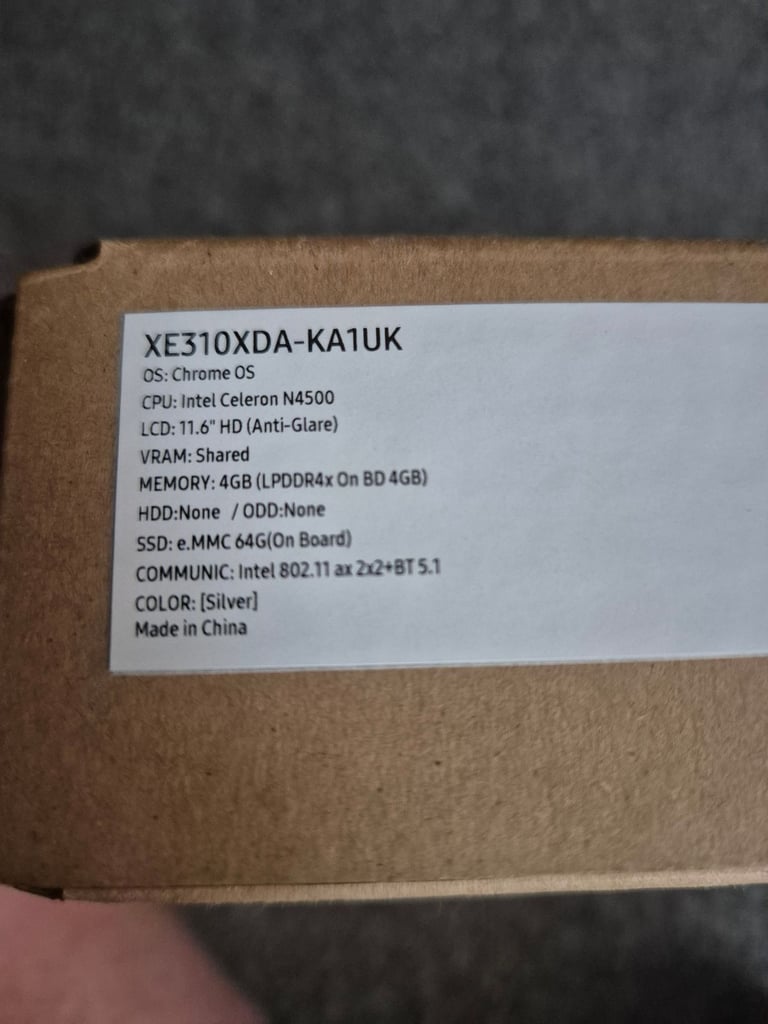 XE310XDA-KA1UK
OS: Chrome OS
CPU: Intel Celeron N4500
LCD: 11.6" HD (Anti-Glare)
VRAM: Shared
MEMORY: 4GB (LPDDR4x On BD 4GB)
HDD:None / ODD:None
SSD: e.MMC 64G(On Board)
COMMUNIC: Intel 802.11 ax 2x2+BT 5.1
COLOR: [Silver]
Made in China